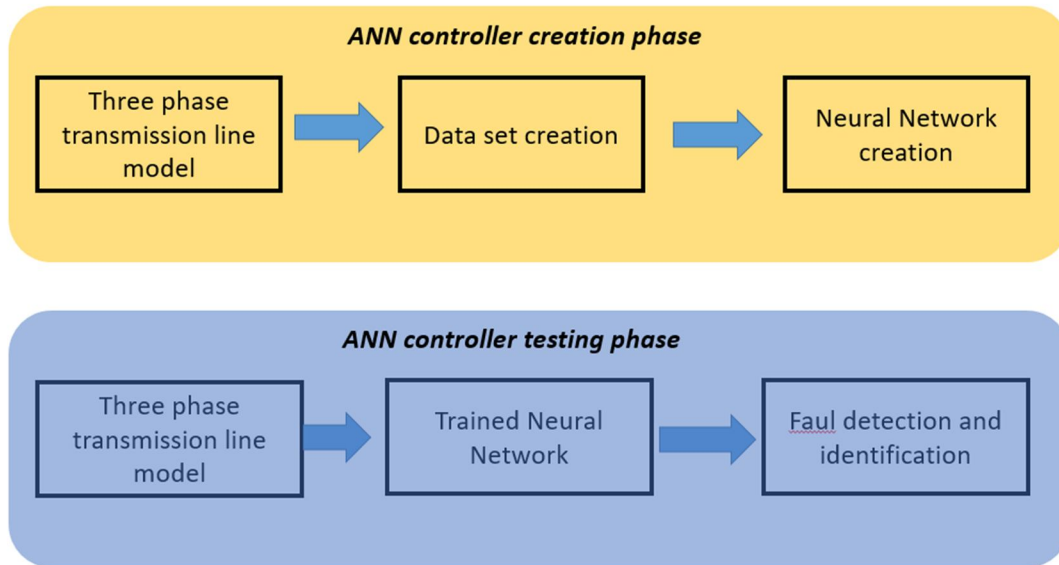 ANN controller creation phase
Three phase
transmission line
model
Data set creation
Neural Network
creation
ANN controller testing phase
Three phase
transmission line
model
Trained Neural
Network
Faul detection and
identification